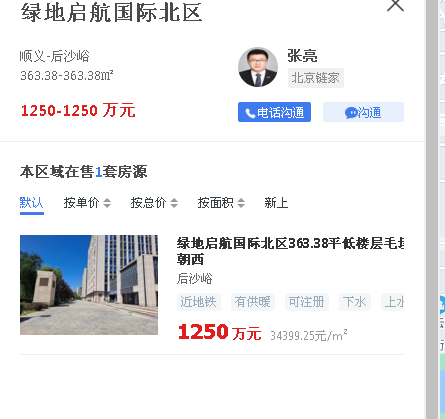 绿地启航国际北区
顺义-后沙峪
363.38-363.38m²
1250-1250 万元
张亮
北京链家
电话沟通
沟通
本区域在售1套房源
默认 按单价 按总价 按面积 新上
绿地启航国际北区363.38平低楼层毛坯
朝西
后沙峪
近地铁 有供暖 可注册 下水 上水
1250 万元 34399.25元/m²